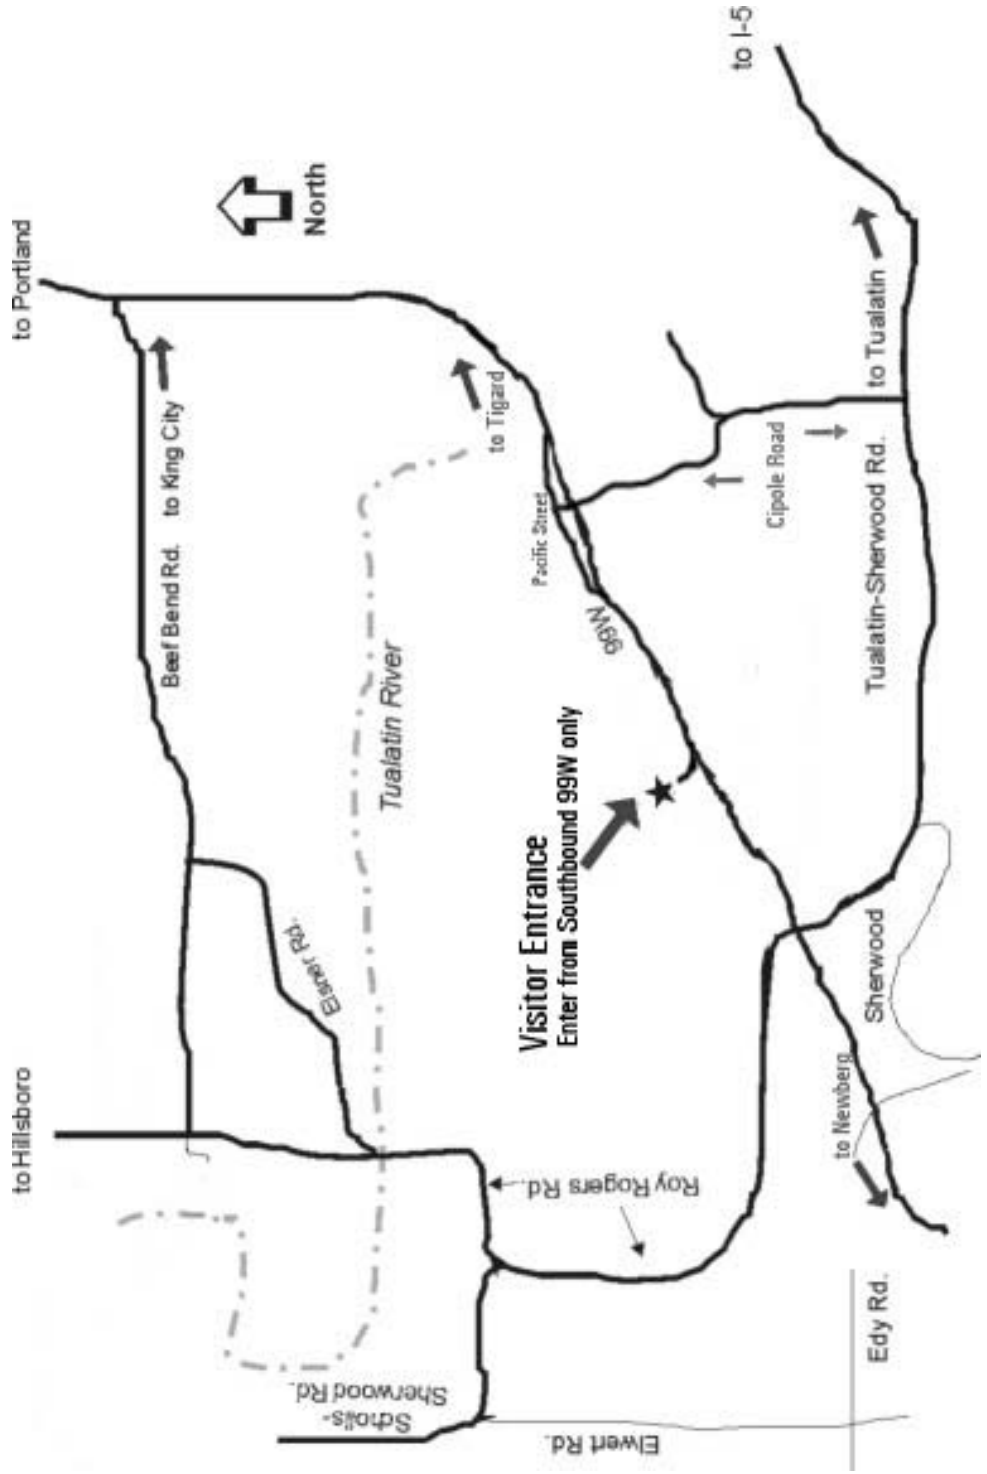 to Hillsboro
to Portland
North
Beef Bend Rd.
to King City
Elsner Rd.
Tualatin River
to Tigard
Scholls-
Sherwood Rd.
Roy Rogers Rd.
Visitor Entrance
Enter from Southbound 99W only
Pacific Street
99W
Cipole Road
to I-5
to Tualatin
Tualatin-Sherwood Rd.
Sherwood
to Newberg
Elwert Rd.
Edy Rd.